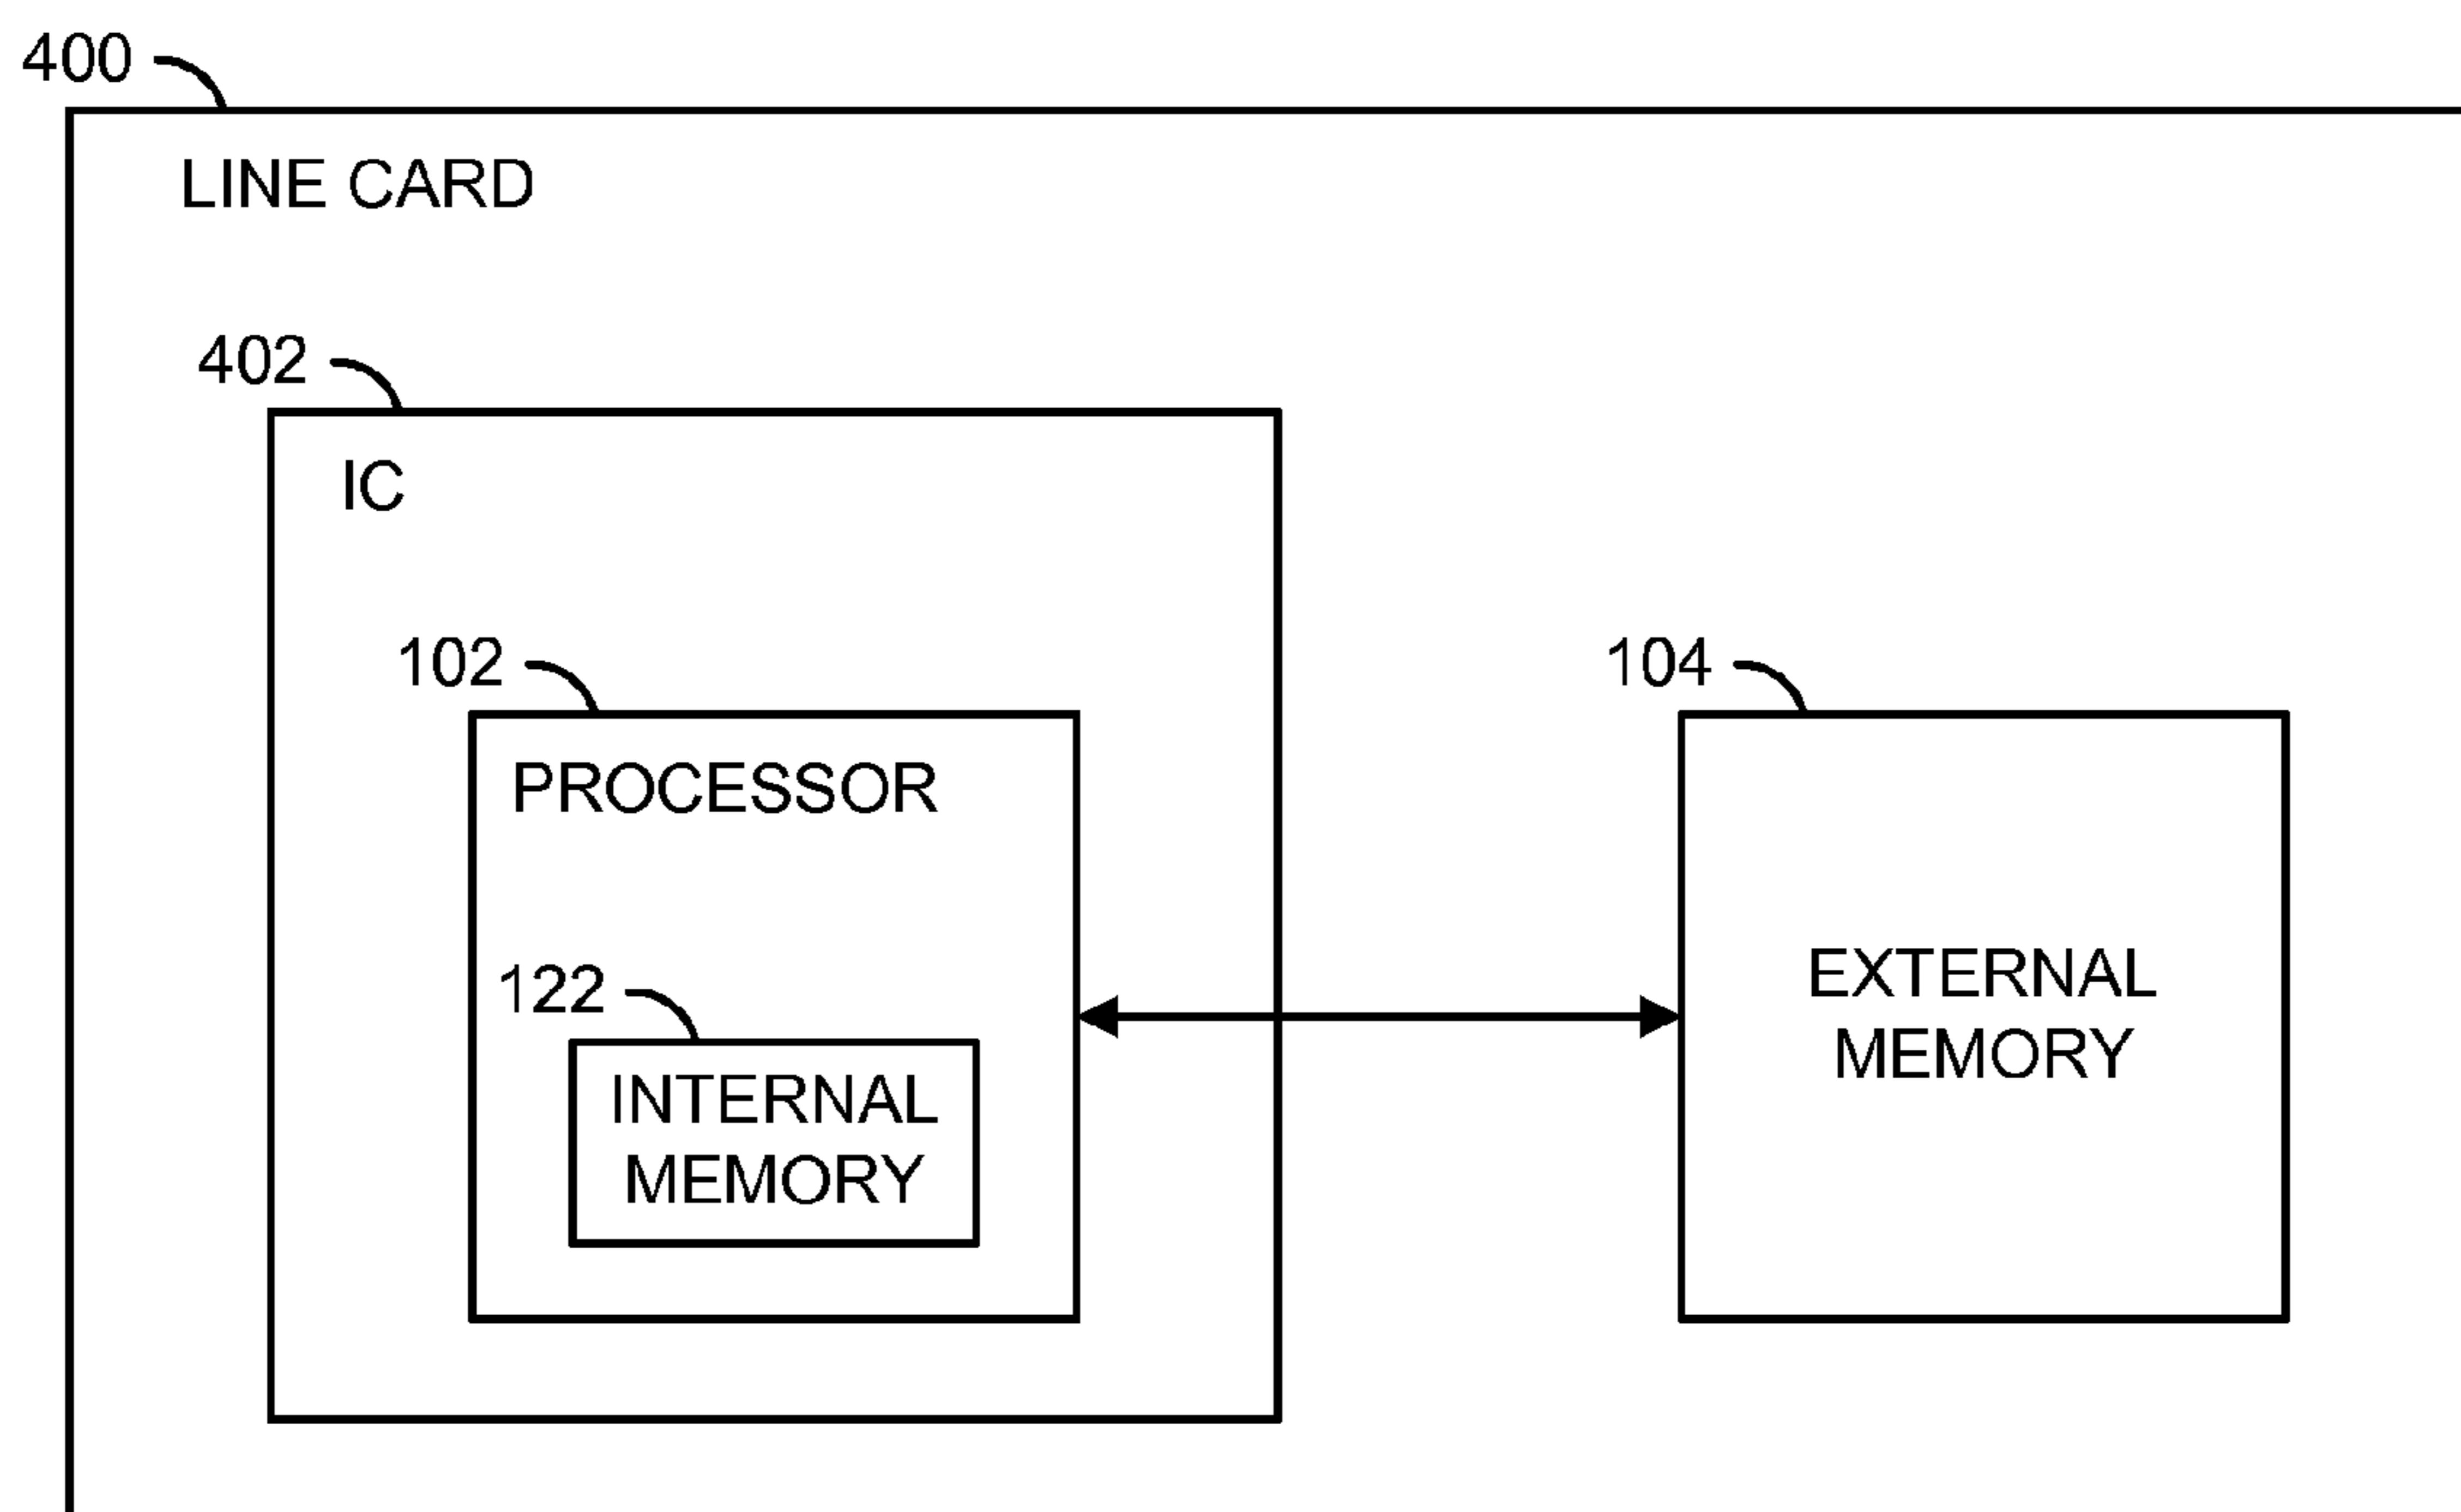 400
LINE CARD
402
IC
102
104
PROCESSOR
122
EXTERNAL
MEMORY
INTERNAL
MEMORY